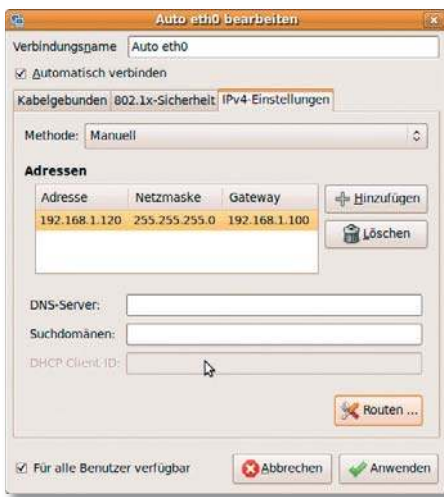 Auto eth0 bearbeiten
Verbindungsname Auto eth0
Automatisch verbinden
Kabelgebunden 802.1x-Sicherheit IPv4-Einstellungen
Methode: Manuell
Adressen
Adresse Netzmaske Gateway
192.168.1.120 255.255.255.0 192.168.1.100
Hinzufügen
Löschen
DNS-Server:
Suchdomänen:
DHCP Client ID:
Routen ...
Für alle Benutzer verfügbar Abbrechen Anwenden